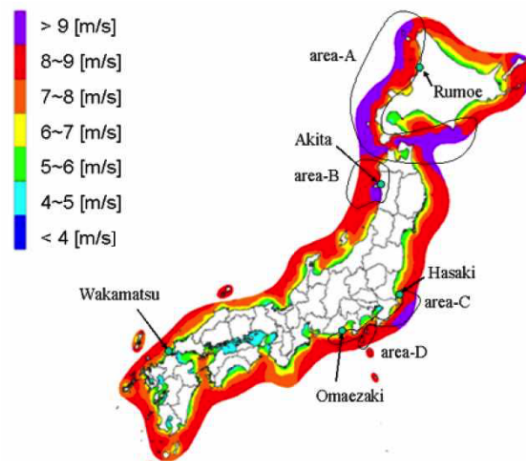 > 9 [m/s]
8~9 [m/s]
7~8 [m/s]
6~7 [m/s]
5~6 [m/s]
4~5 [m/s]
< 4 [m/s]
area-A
Rumoe
Akita
area-B
Hasaki
Wakamatsu
area-C
area-D
Omaezaki